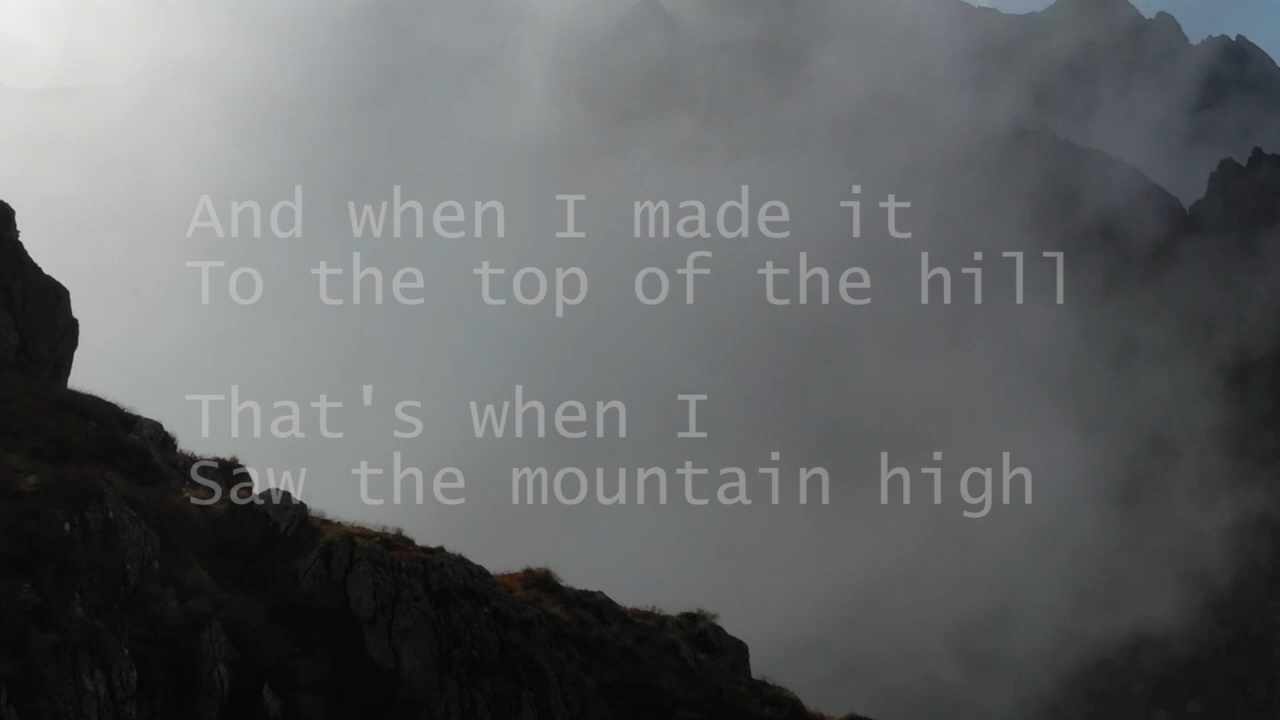 And when I made it
To the top of the hill
That's when I
Saw the mountain high